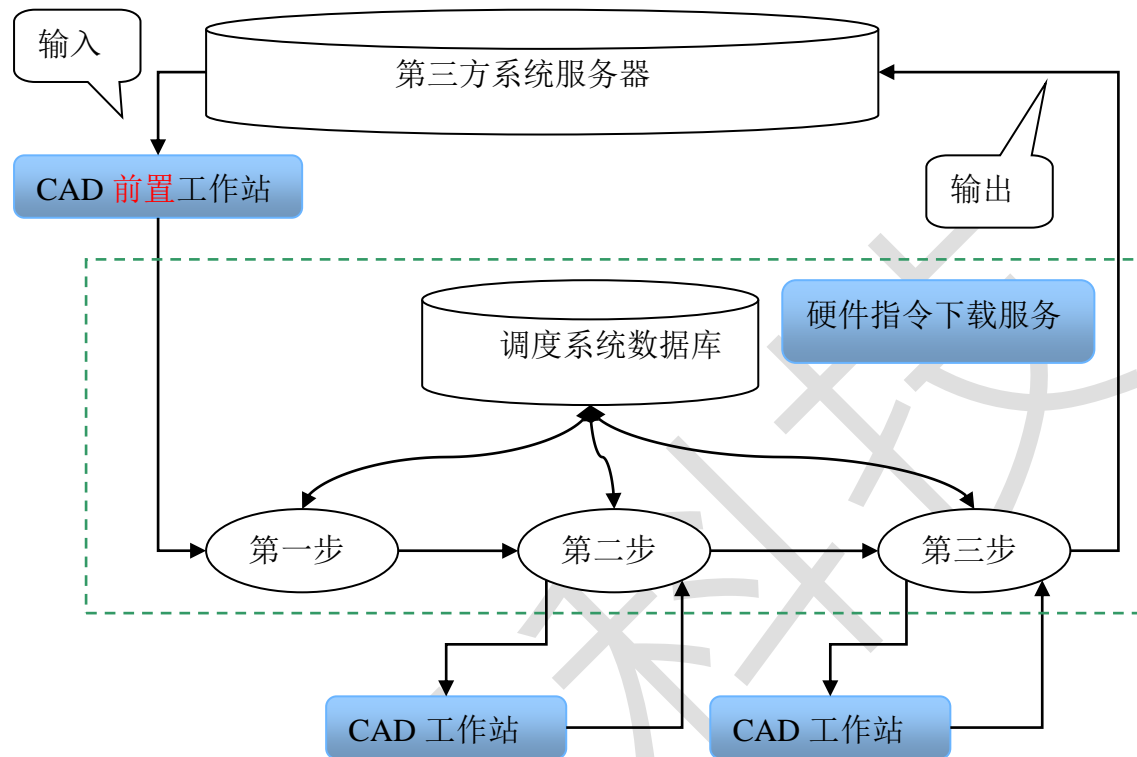 输入
第三方系统服务器
CAD 前置工作站
输出
硬件指令下载服务
调度系统数据库
第一步
第二步
第三步
CAD 工作站
CAD 工作站
科技